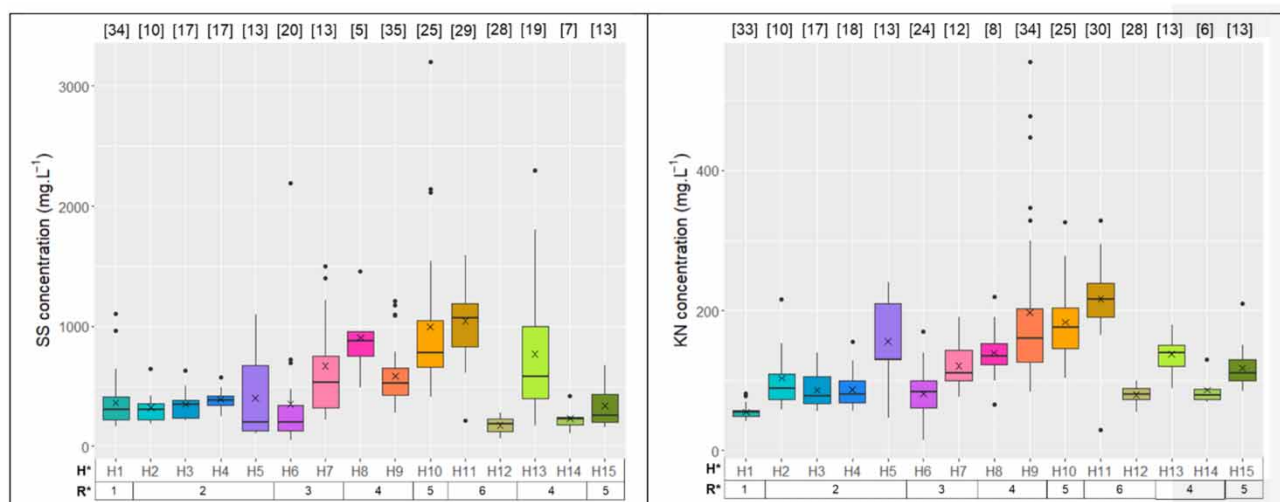 [34] [10] [17] [17] [13] [20] [13] [5] [35] [25] [29] [28] [19] [7] [13]
SS concentration (mg.L⁻¹)
3000
2000
1000
0
H* H1 H2 H3 H4 H5 H6 H7 H8 H9 H10 H11 H12 H13 H14 H15
R* 1 2 3 4 5 6 4 5
[33] [10] [17] [18] [13] [24] [12] [8] [34] [25] [30] [28] [13] [6] [13]
KN concentration (mg.L⁻¹)
400
200
0
H* H1 H2 H3 H4 H5 H6 H7 H8 H9 H10 H11 H12 H13 H14 H15
R* 1 2 3 4 5 6 4 5